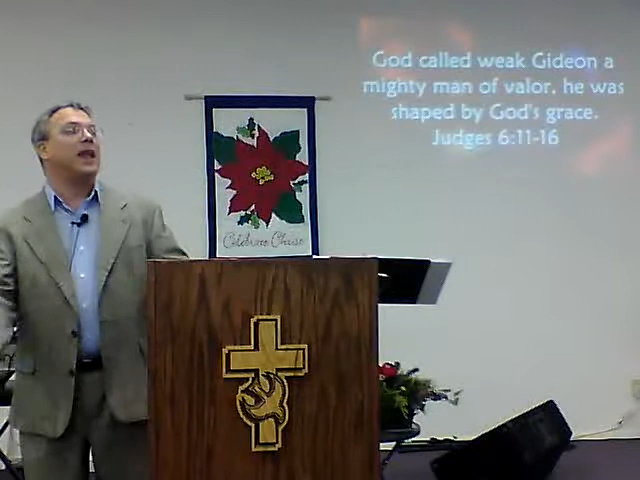 God called weak Gideon a
mighty man of valor, he was
shaped by God's grace.
Judges 6:11-16
Celebrate Christ